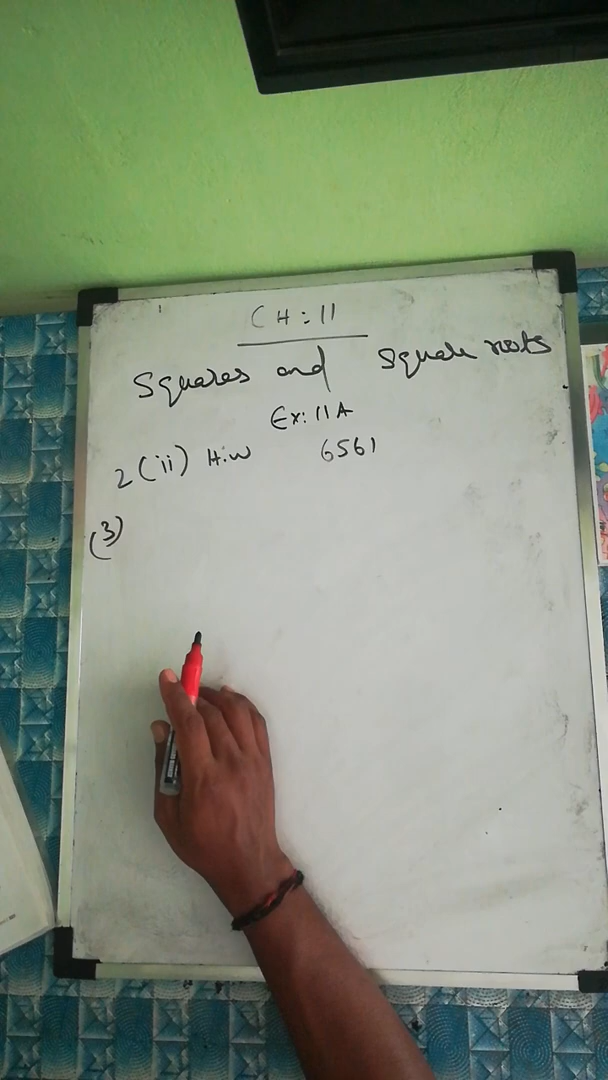 CH:11
Squares and Square roots
Ex: 11A
2 (ii) H.W 6561
(3)